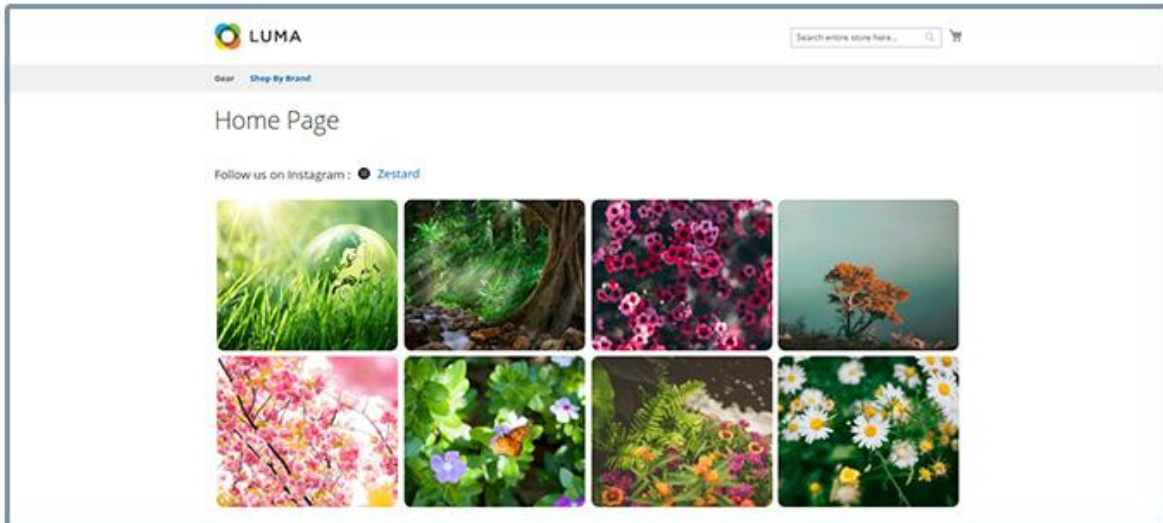 LUMA
Search entire store here...
Gear Shop By Brand
Home Page
Follow us on Instagram : Zestard